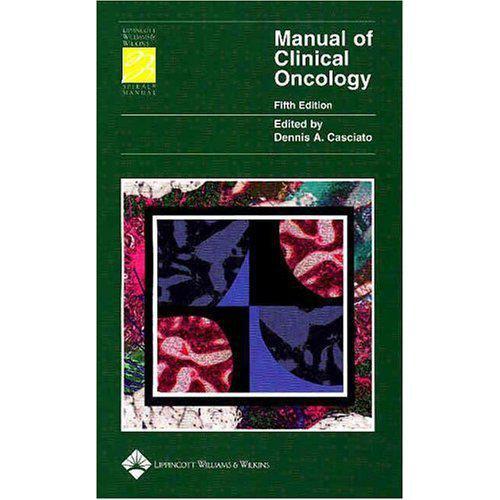 LIPPINCOTT
WILLIAMS &
WILKINS
SPIRAL®
MANUAL
Manual of
Clinical
Oncology
Fifth Edition
Edited by
Dennis A. Casciato
LIPPINCOTT WILLIAMS & WILKINS